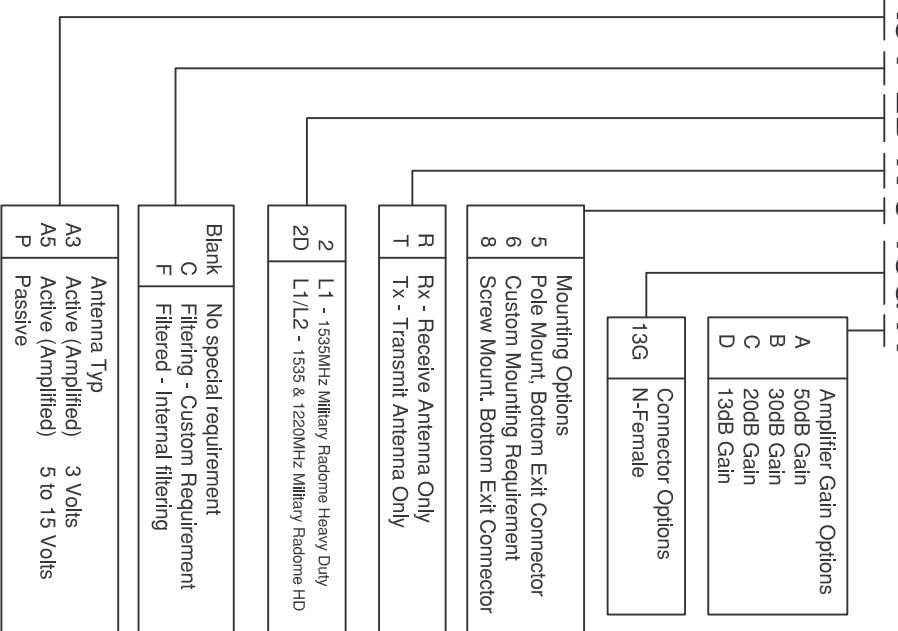 Amplifier Gain Options
A 50dB Gain
B 30dB Gain
C 20dB Gain
D 13dB Gain
Connector Options
13G N-Female
Mounting Options
5 Pole Mount, Bottom Exit Connector
6 Custom Mounting Requirement
8 Screw Mount. Bottom Exit Connector
R Rx - Receive Antenna Only
T Tx - Transmit Antenna Only
2 L1 - 1535MHz Military Radome Heavy Duty
2D L1/L2 - 1535 & 1220MHz Military Radome HD
Blank No special requirement
C Filtering - Custom Requirement
F Filtered - Internal filtering
Antenna Typ
A3 Active (Amplified) 3 Volts
A5 Active (Amplified) 5 to 15 Volts
P Passive